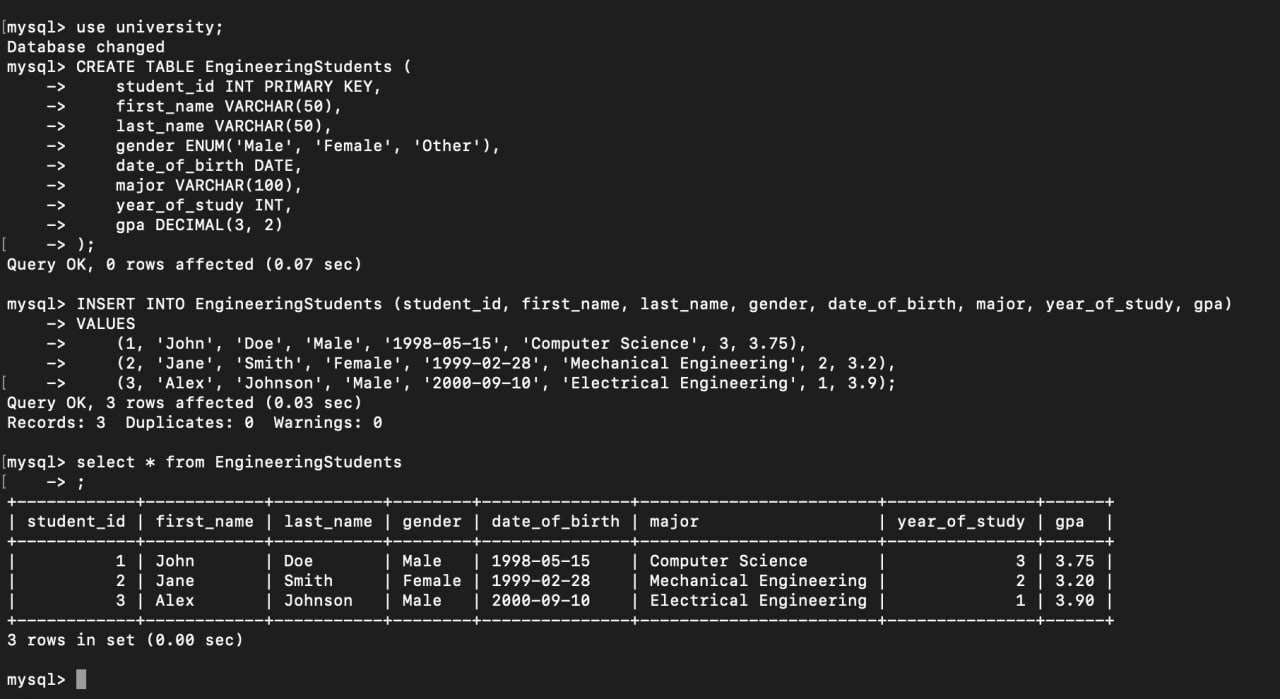 [mysql> use university;
Database changed
mysql> CREATE TABLE EngineeringStudents (
    ->     student_id INT PRIMARY KEY,
    ->     first_name VARCHAR(50),
    ->     last_name VARCHAR(50),
    ->     gender ENUM('Male', 'Female', 'Other'),
    ->     date_of_birth DATE,
    ->     major VARCHAR(100),
    ->     year_of_study INT,
    ->     gpa DECIMAL(3, 2)
[    -> );
Query OK, 0 rows affected (0.07 sec)

mysql> INSERT INTO EngineeringStudents (student_id, first_name, last_name, gender, date_of_birth, major, year_of_study, gpa)
    -> VALUES
    ->     (1, 'John', 'Doe', 'Male', '1998-05-15', 'Computer Science', 3, 3.75),
    ->     (2, 'Jane', 'Smith', 'Female', '1999-02-28', 'Mechanical Engineering', 2, 3.2),
[    ->     (3, 'Alex', 'Johnson', 'Male', '2000-09-10', 'Electrical Engineering', 1, 3.9);
Query OK, 3 rows affected (0.03 sec)
Records: 3  Duplicates: 0  Warnings: 0

[mysql> select * from EngineeringStudents
[    -> ;
+------------+------------+-----------+--------+---------------+------------------------+---------------+------+
| student_id | first_name | last_name | gender | date_of_birth | major                  | year_of_study | gpa  |
+------------+------------+-----------+--------+---------------+------------------------+---------------+------+
|          1 | John       | Doe       | Male   | 1998-05-15    | Computer Science       |             3 | 3.75 |
|          2 | Jane       | Smith     | Female | 1999-02-28    | Mechanical Engineering |             2 | 3.20 |
|          3 | Alex       | Johnson   | Male   | 2000-09-10    | Electrical Engineering |             1 | 3.90 |
+------------+------------+-----------+--------+---------------+------------------------+---------------+------+
3 rows in set (0.00 sec)

mysql>